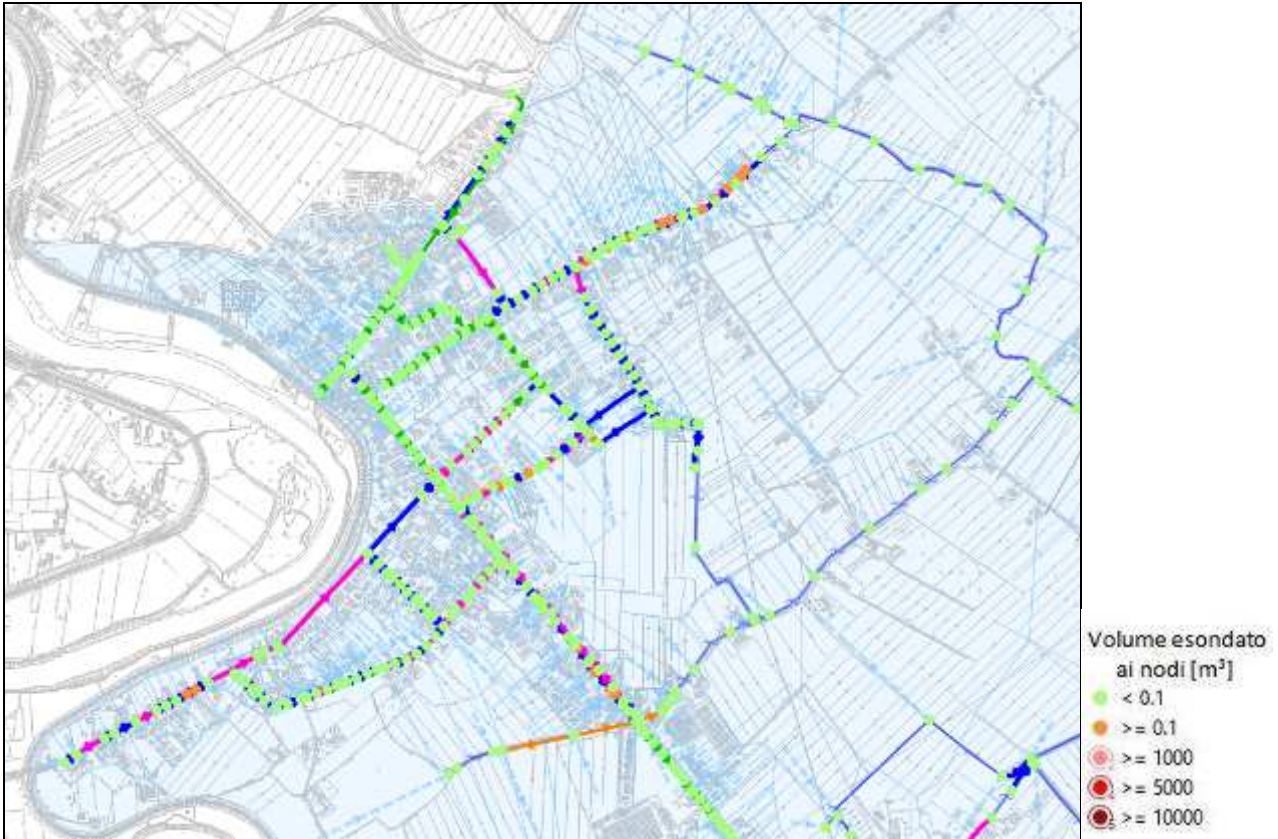 Volume esondato
ai nodi [m³]
< 0.1
>= 0.1
>= 1000
>= 5000
>= 10000